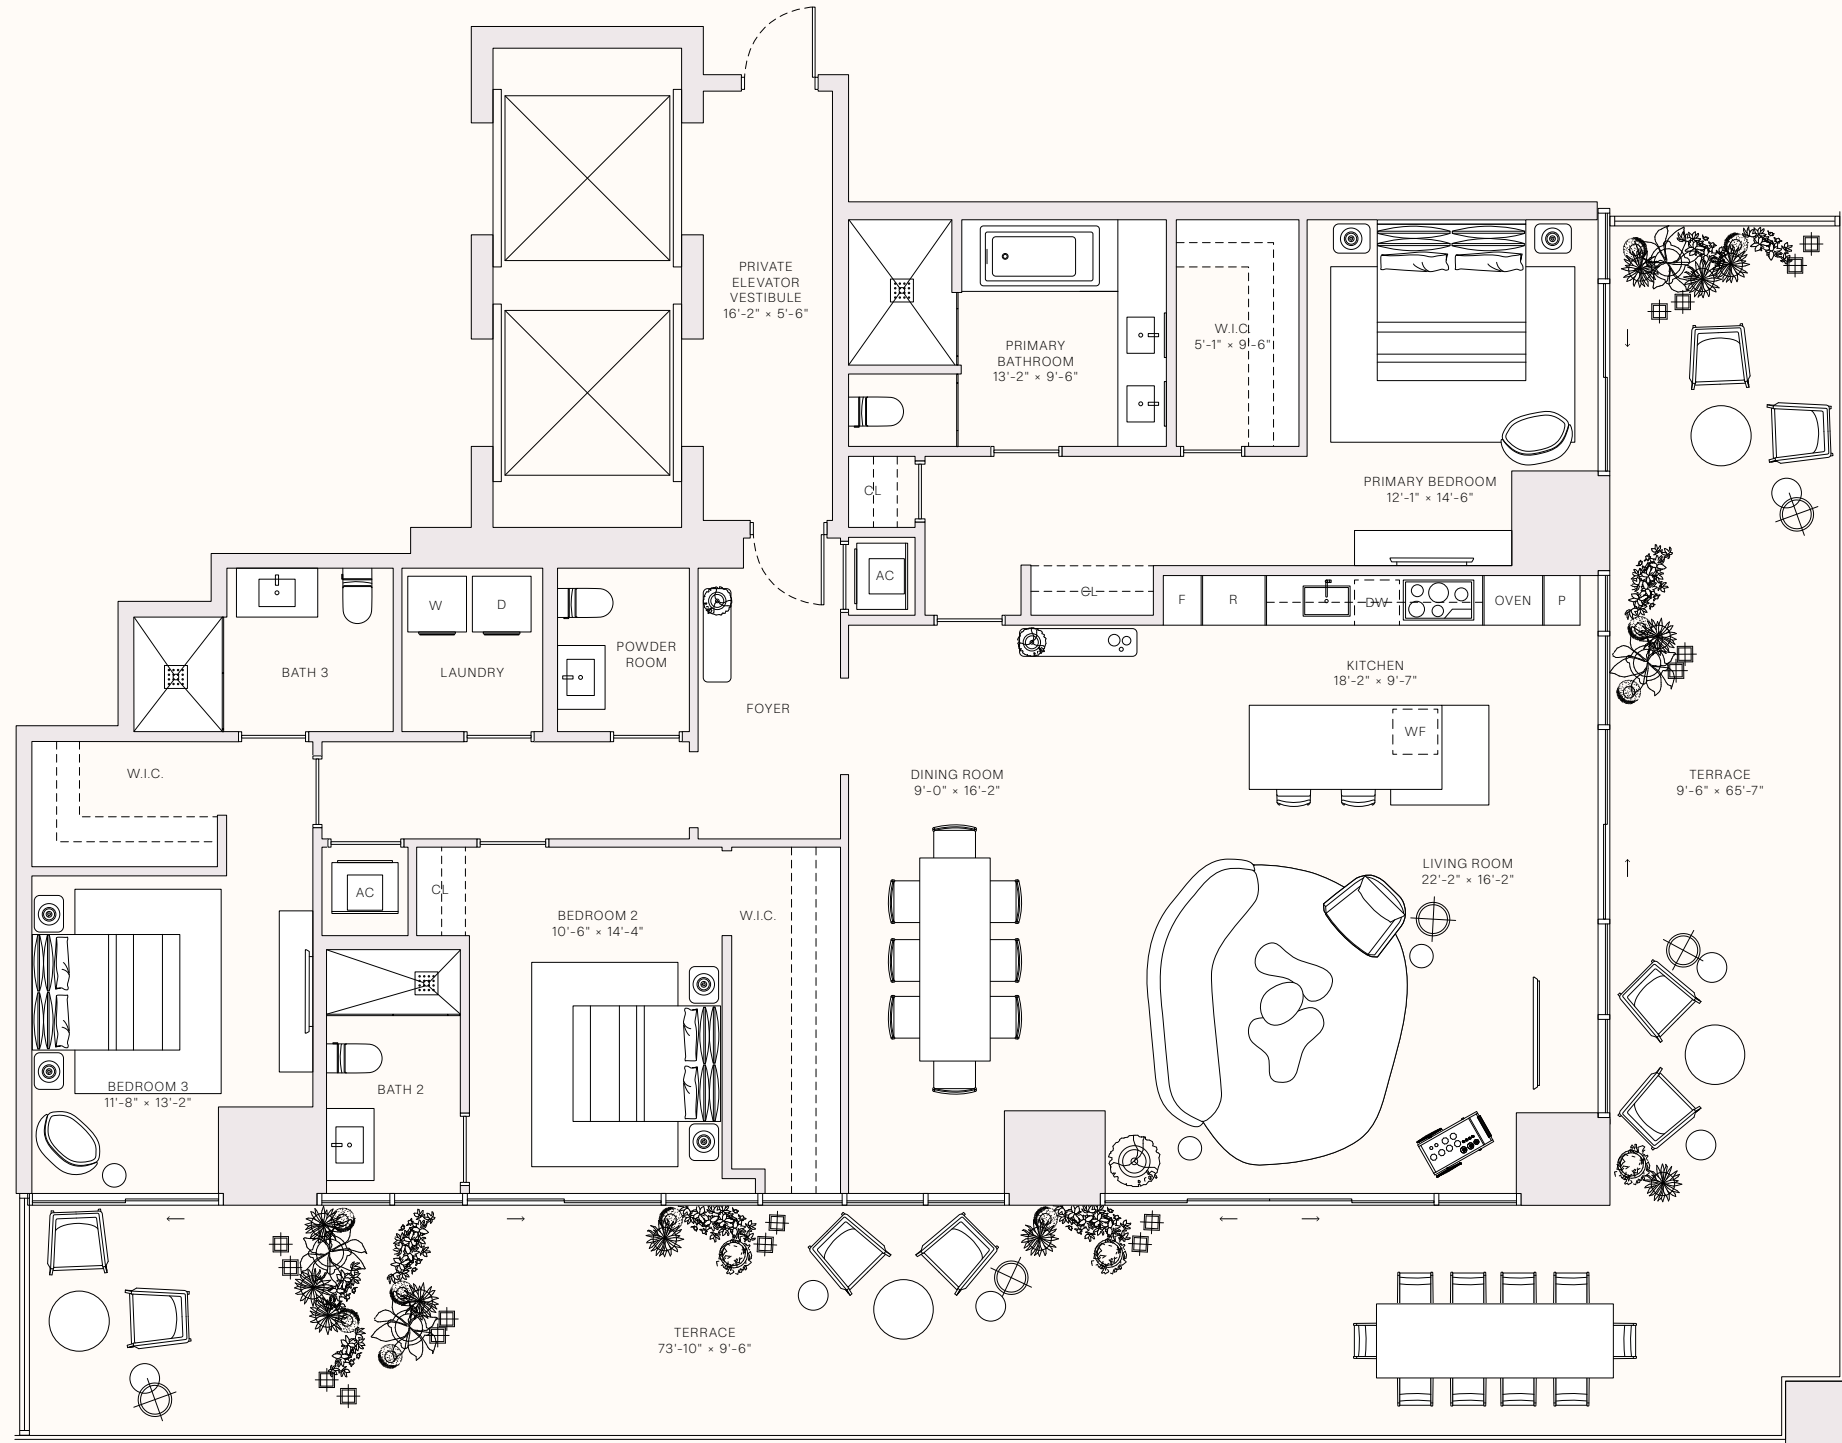 PRIVATE
ELEVATOR
VESTIBULE
16'-2" × 5'-6"
PRIMARY
BATHROOM
13'-2" × 9'-6"
W.I.C.
5'-1" × 9'-6"
PRIMARY BEDROOM
12'-1" × 14'-6"
CL
AC
CL
F
R
DW
OVEN
P
W
D
BATH 3
LAUNDRY
POWDER
ROOM
FOYER
KITCHEN
18'-2" × 9'-7"
WF
W.I.C.
DINING ROOM
9'-0" × 16'-2"
TERRACE
9'-6" × 65'-7"
LIVING ROOM
22'-2" × 16'-2"
AC
CL
BEDROOM 2
10'-6" × 14'-4"
W.I.C.
BEDROOM 3
11'-8" × 13'-2"
BATH 2
TERRACE
73'-10" × 9'-6"